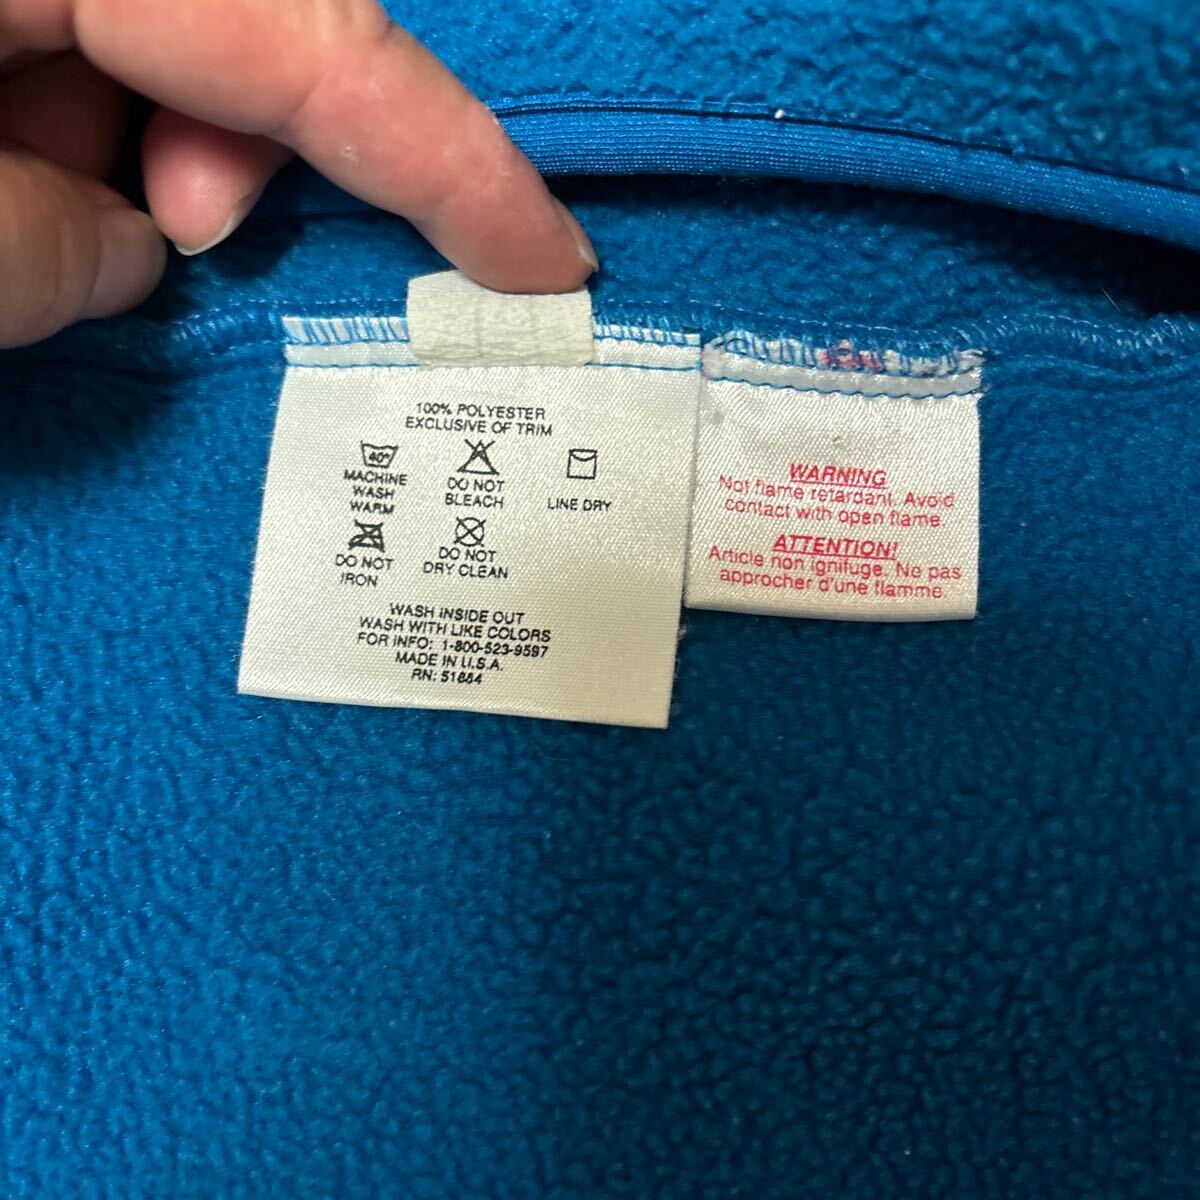 100% POLYESTER
EXCLUSIVE OF TRIM
40°
MACHINE
WASH
WARM
DO NOT
BLEACH
LINE DRY
DO NOT
IRON
DO NOT
DRY CLEAN
WASH INSIDE OUT
WASH WITH LIKE COLORS
FOR INFO: 1-800-523-9597
MADE IN U.S.A.
RN: 51884
WARNING
Not flame retardant. Avoid
contact with open flame.
ATTENTION!
Article non ignifuge. Ne pas
approcher d'une flamme